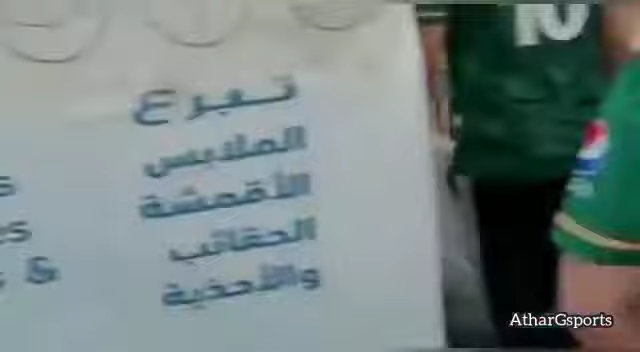 تبرع
الملابس
الأقمشة
الحقائب
والأحذية
&
AtharGsports